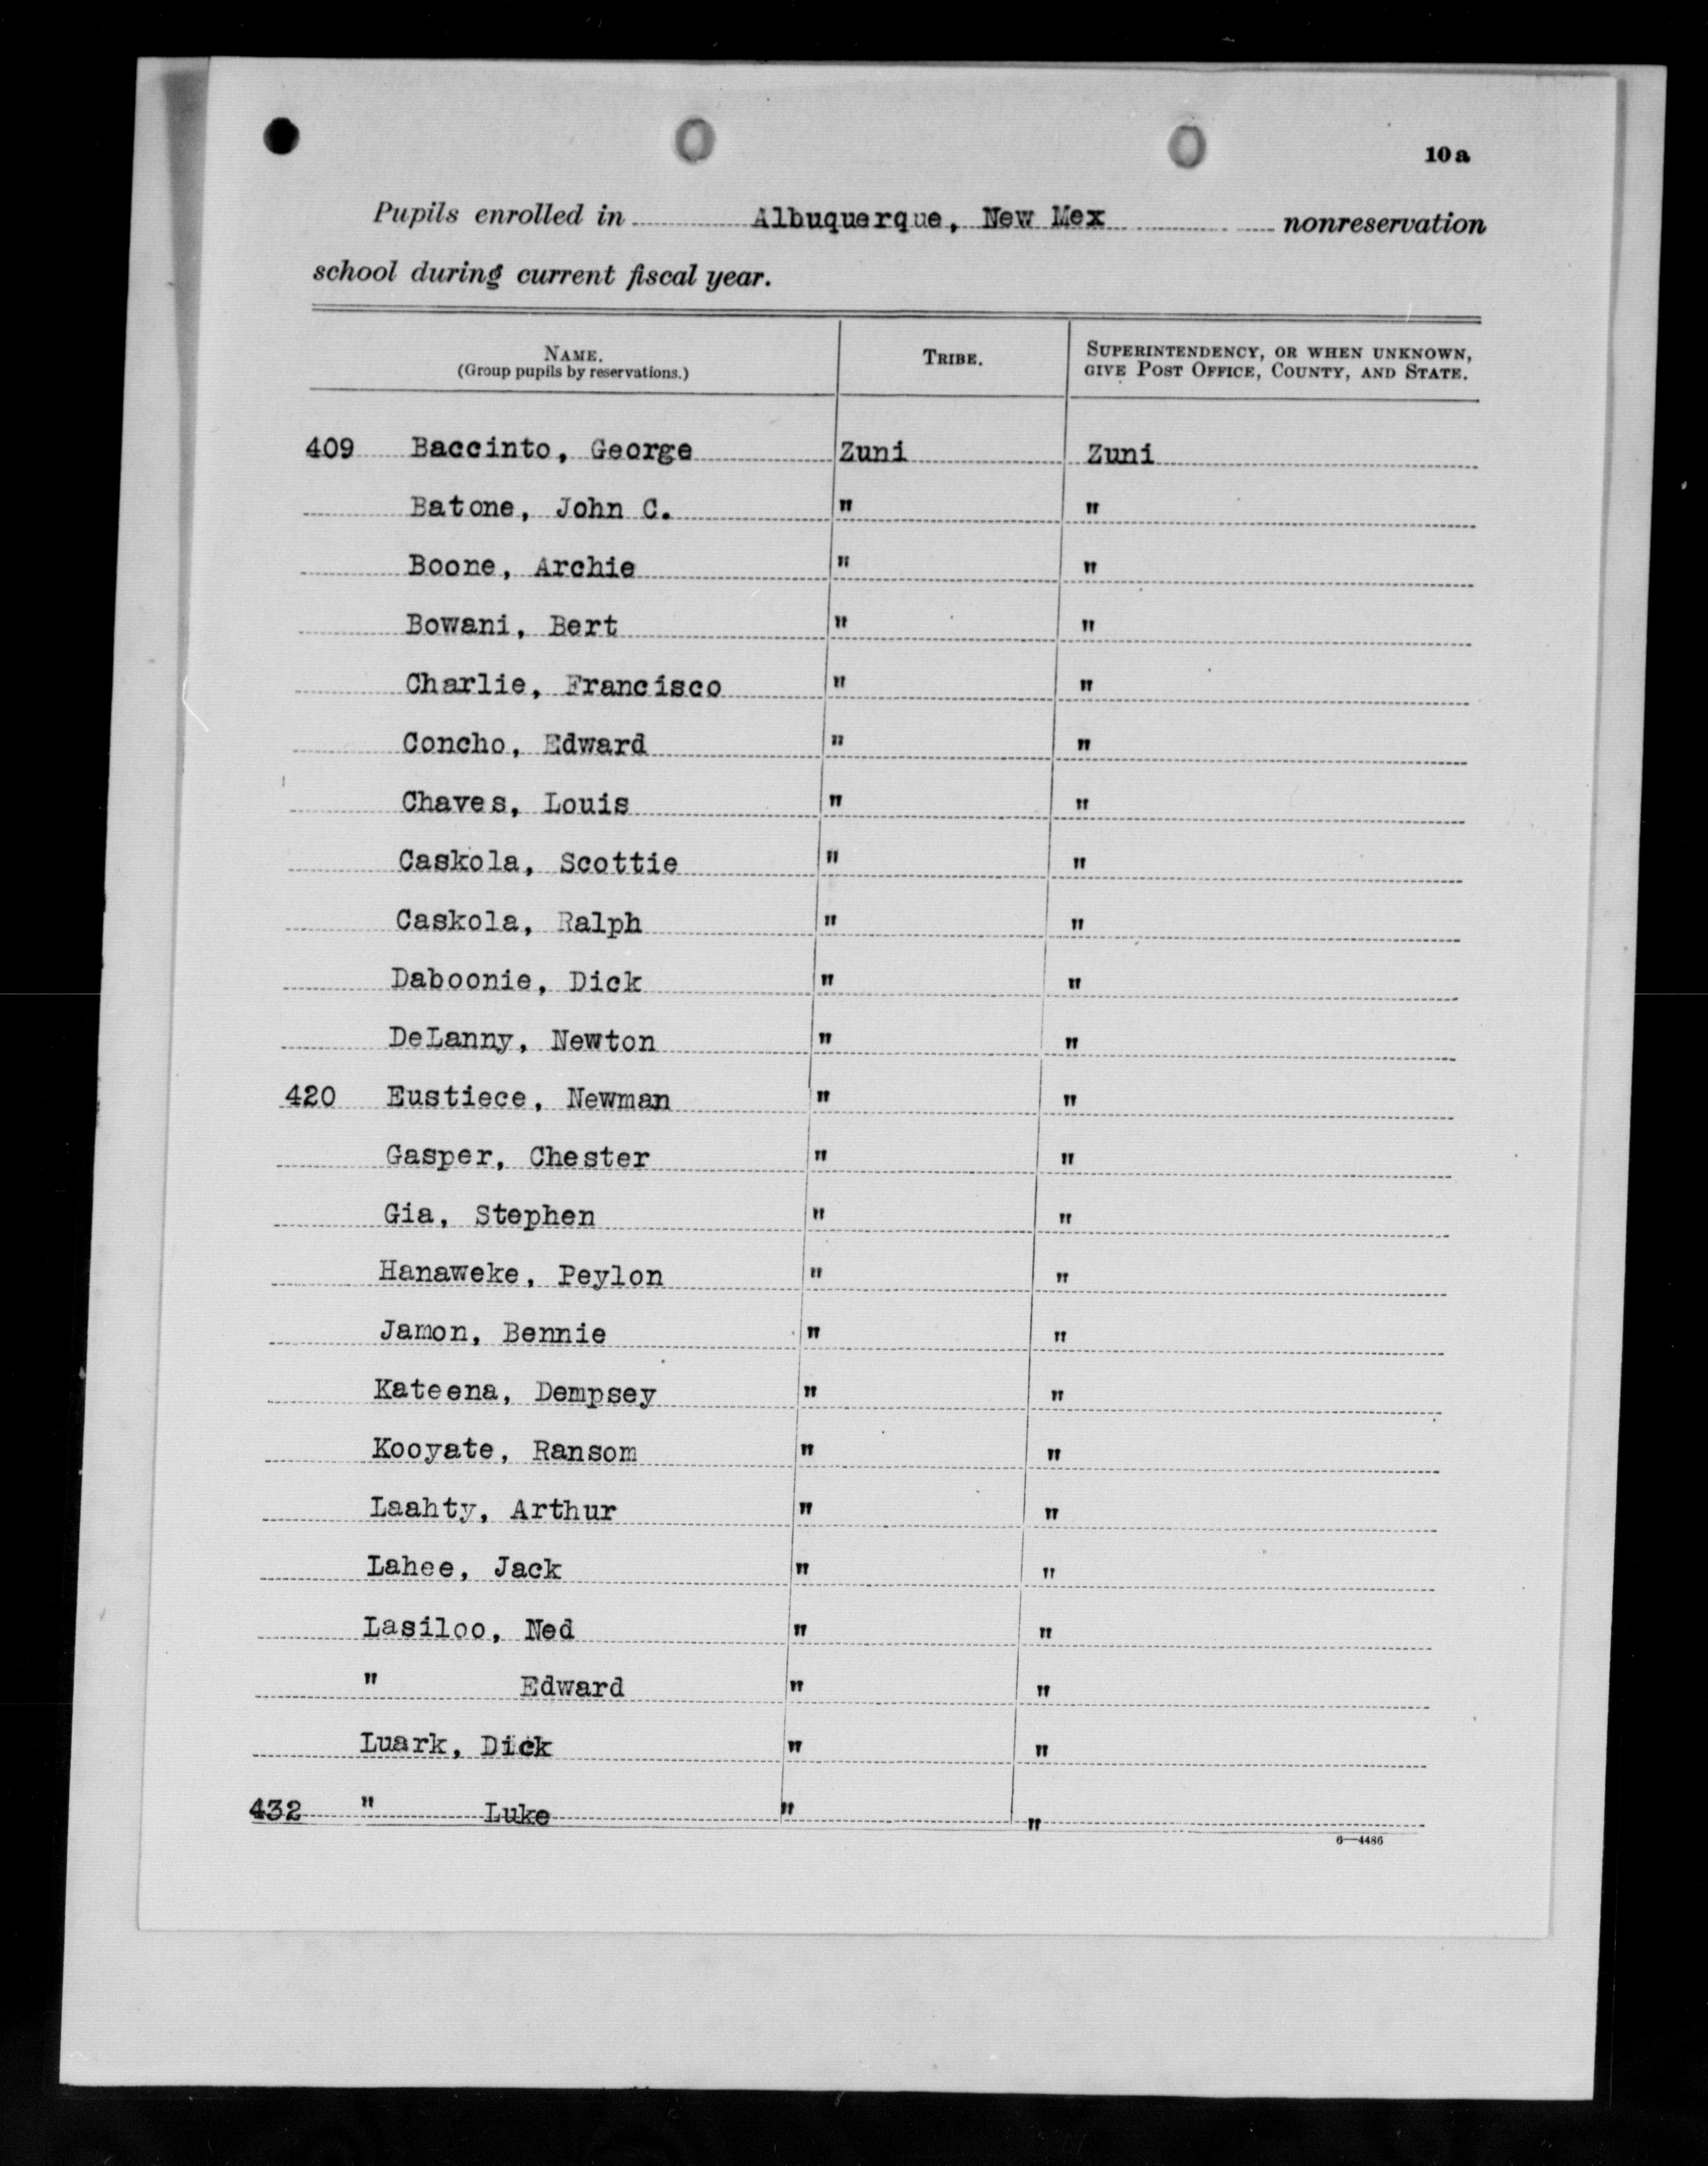 10a
Pupils enrolled in Albuquerque, New Mex nonreservation
school during current fiscal year.
NAME. TRIBE. SUPERINTENDENCY, OR WHEN UNKNOWN,
(Group pupils by reservations.) GIVE POST OFFICE, COUNTY, AND STATE.
409 Baccinto, George Zuni Zuni
Batone, John C. " "
Boone, Archie " "
Bowani, Bert " "
Charlie, Francisco " "
Concho, Edward " "
Chaves, Louis " "
Caskola, Scottie " "
Caskola, Ralph " "
Daboonie, Dick " "
DeLanny, Newton " "
420 Eustiece, Newman " "
Gasper, Chester " "
Gia, Stephen " "
Hanaweke, Peylon " "
Jamon, Bennie " "
Kateena, Dempsey " "
Kooyate, Ransom " "
Laahty, Arthur " "
Lahee, Jack " "
Lasiloo, Ned " "
" Edward " "
Luark, Dick " "
432 " Luke " "
6—4486